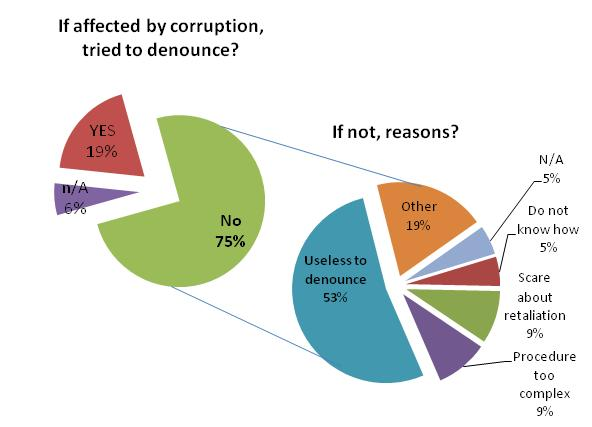 If affected by corruption,
tried to denounce?
YES
19%
n/A
6%
No
75%
If not, reasons?
Other
19%
N/A
5%
Do not
know how
5%
Scare
about
retaliation
9%
Procedure
too
complex
9%
Useless to
denounce
53%